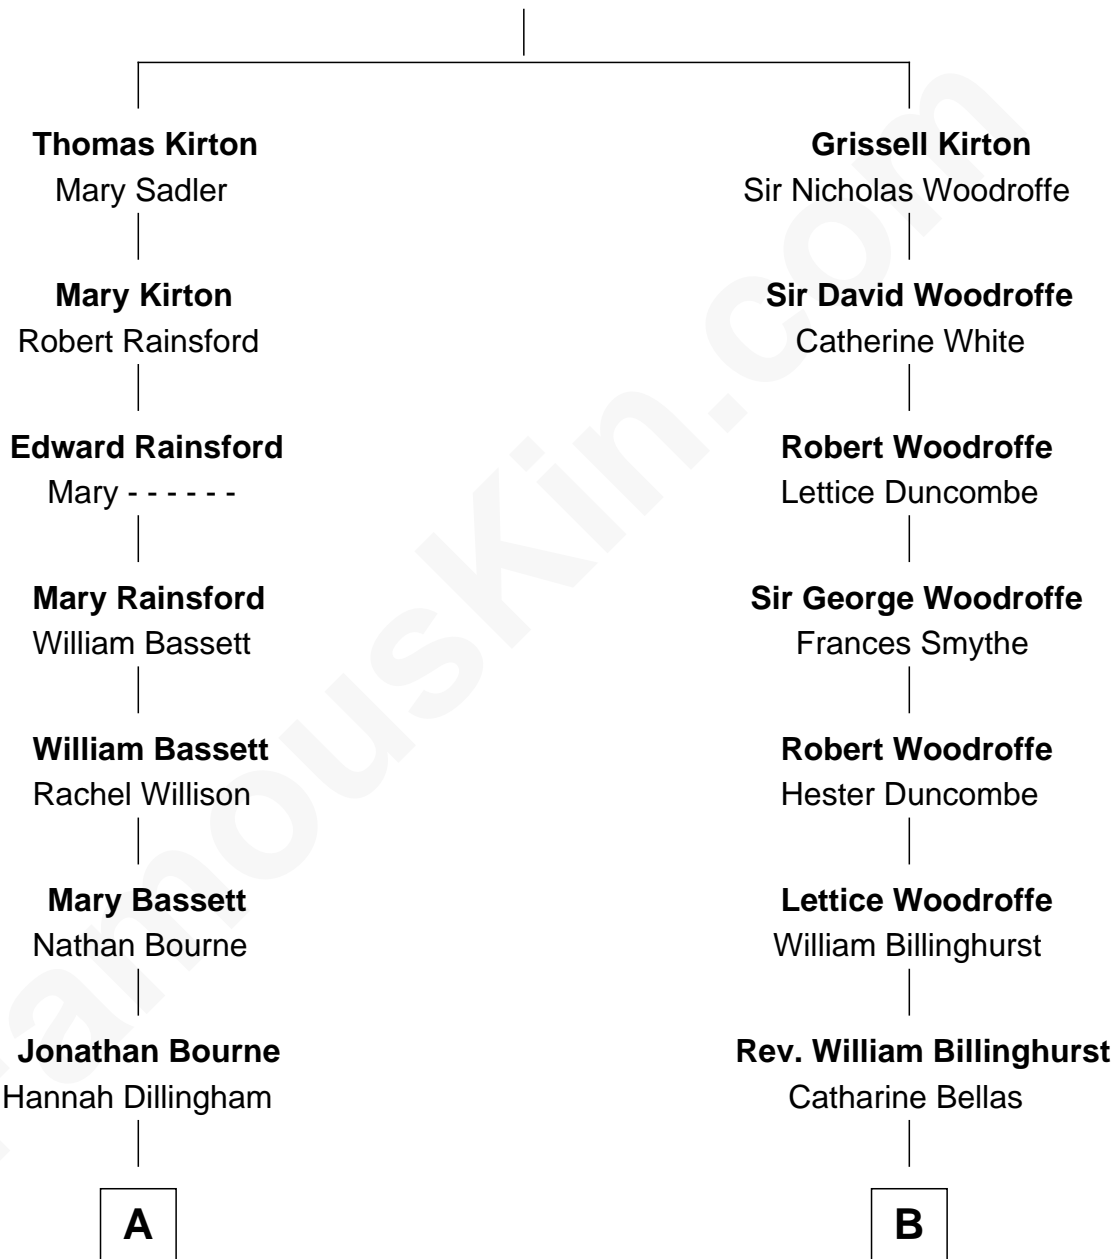 Thomas Kirton
Mary Sadler
Mary Kirton
Robert Rainsford
Edward Rainsford
Mary - - - - - -
Mary Rainsford
William Bassett
William Bassett
Rachel Willison
Mary Bassett
Nathan Bourne
Jonathan Bourne
Hannah Dillingham
A
Grissell Kirton
Sir Nicholas Woodroffe
Sir David Woodroffe
Catherine White
Robert Woodroffe
Lettice Duncombe
Sir George Woodroffe
Frances Smythe
Robert Woodroffe
Hester Duncombe
Lettice Woodroffe
William Billinghurst
Rev. William Billinghurst
Catharine Bellas
B
FamousKin.com